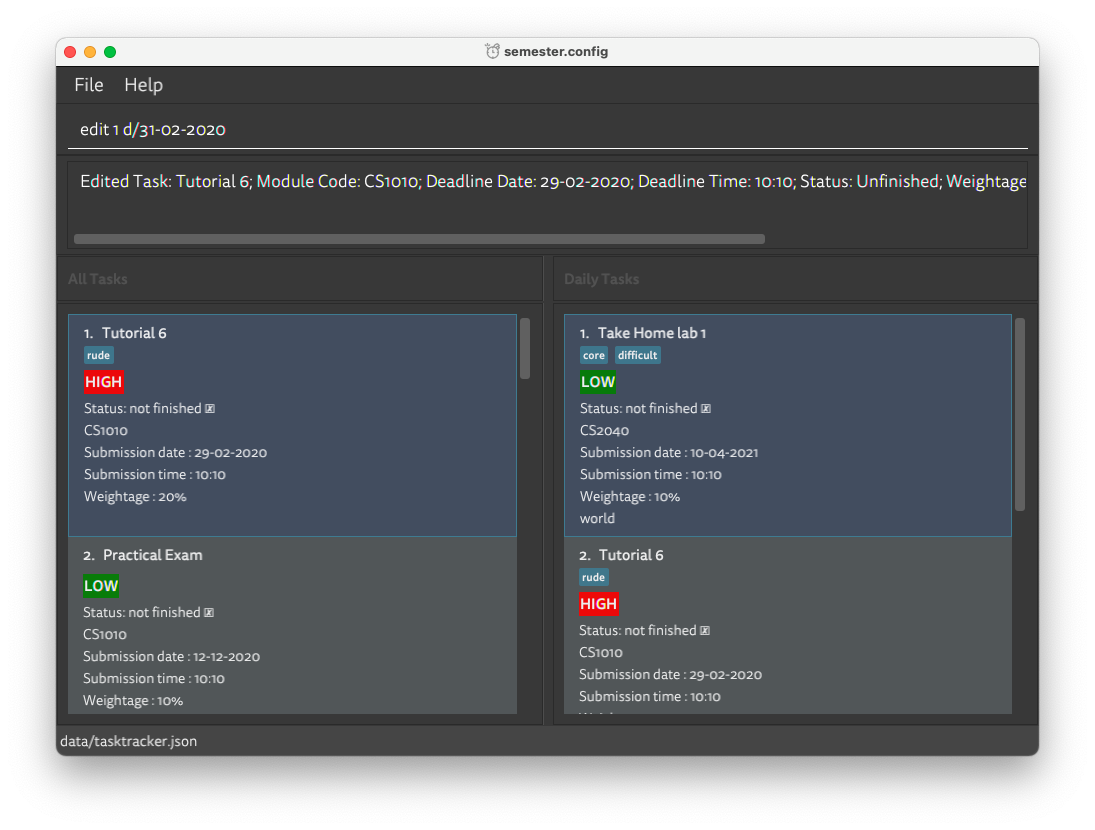 semester.config
File Help
edit 1 d/31-02-2020
Edited Task: Tutorial 6; Module Code: CS1010; Deadline Date: 29-02-2020; Deadline Time: 10:10; Status: Unfinished; Weightage
All Tasks
1. Tutorial 6
rude
HIGH
Status: not finished
CS1010
Submission date : 29-02-2020
Submission time : 10:10
Weightage : 20%
2. Practical Exam
LOW
Status: not finished
CS1010
Submission date : 12-12-2020
Submission time : 10:10
Weightage : 10%
Daily Tasks
1. Take Home lab 1
core difficult
LOW
Status: not finished
CS2040
Submission date : 10-04-2021
Submission time : 10:10
Weightage : 10%
world
2. Tutorial 6
rude
HIGH
Status: not finished
CS1010
Submission date : 29-02-2020
Submission time : 10:10
data/tasktracker.json